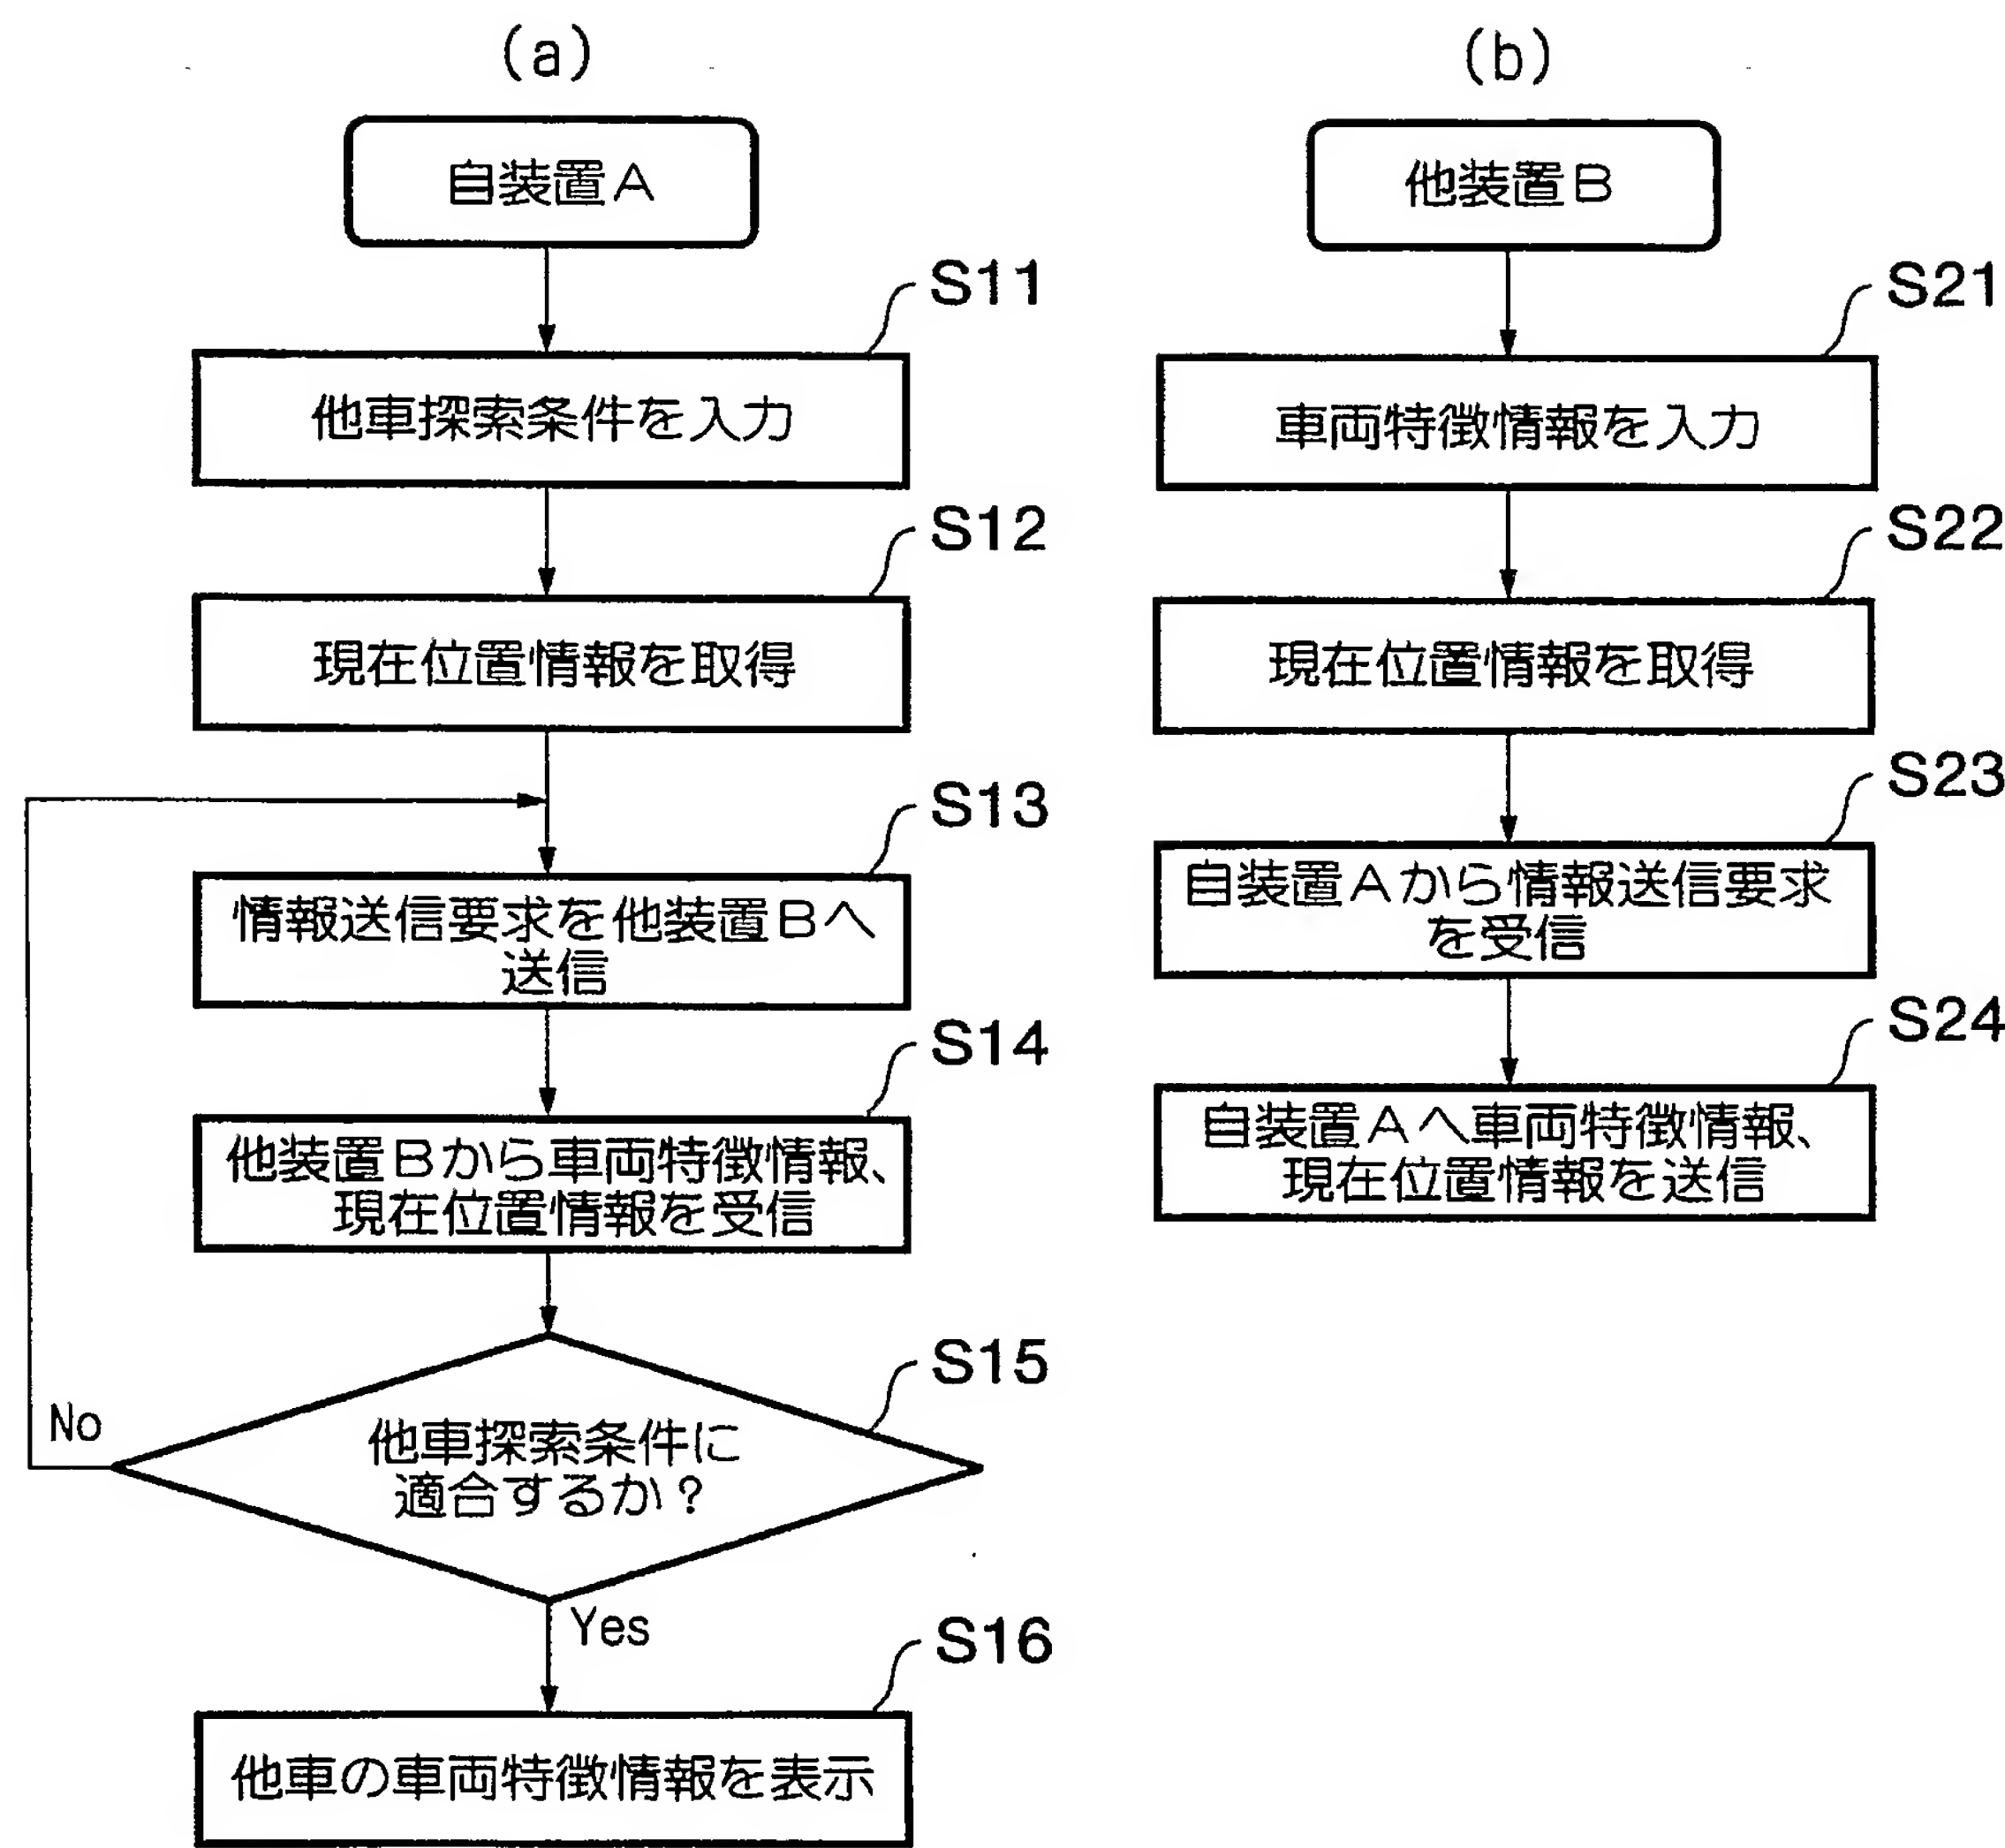 (a)
自装置A
S11
他車探索条件を入力
S12
現在位置情報を取得
S13
情報送信要求を他装置Bへ
送信
S14
他装置Bから車両特徴情報、
現在位置情報を受信
S15
他車探索条件に
適合するか？
No
Yes
S16
他車の車両特徴情報を表示
(b)
他装置B
S21
車両特徴情報を入力
S22
現在位置情報を取得
S23
自装置Aから情報送信要求
を受信
S24
自装置Aへ車両特徴情報、
現在位置情報を送信